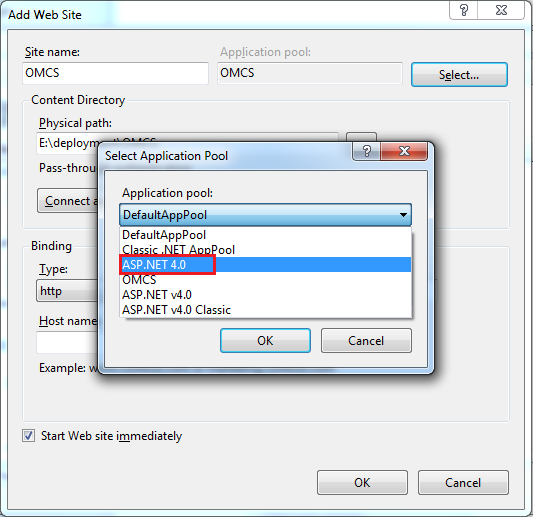 Add Web Site
Site name: Application pool:
OMCS OMCS Select...
Content Directory
Physical path:
E:\deployment\OMCS
Select Application Pool
Application pool:
DefaultAppPool
DefaultAppPool
Classic .NET AppPool
ASP.NET 4.0
OMCS
ASP.NET v4.0
ASP.NET v4.0 Classic
OK Cancel
Pass-through
Connect a
Binding
Type:
http
Host name
Example:
Start Web site immediately
OK Cancel